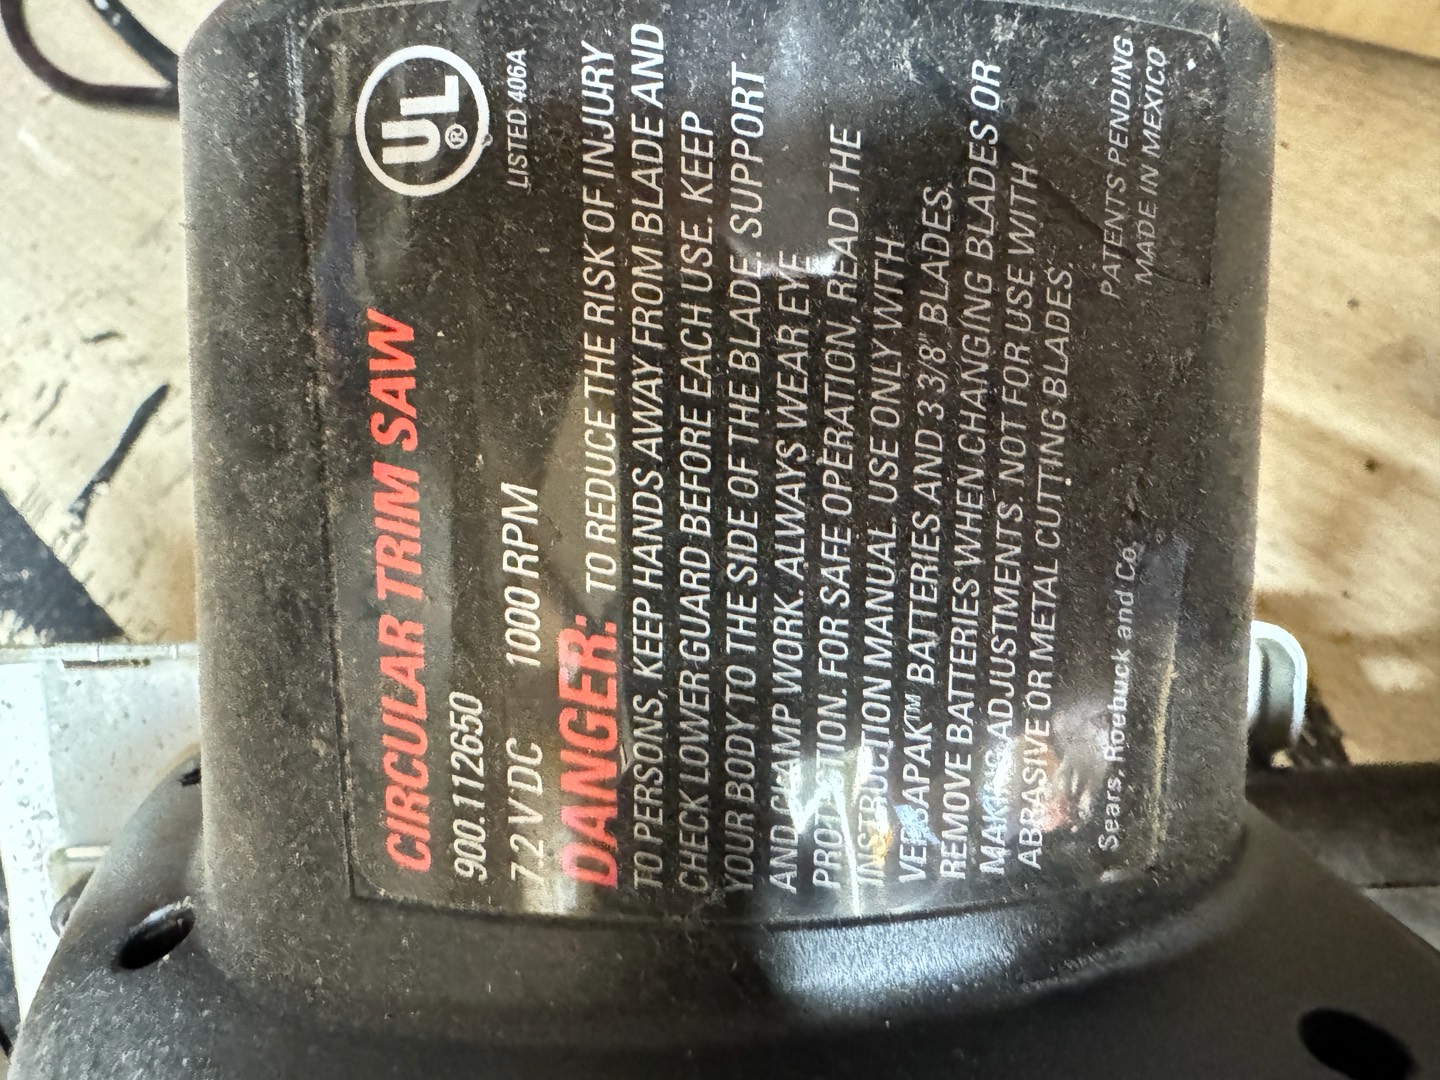 CIRCULAR TRIM SAW
900.112650
7.2 V DC 1000 RPM
UL ®
LISTED 406A
DANGER: TO REDUCE THE RISK OF INJURY
TO PERSONS, KEEP HANDS AWAY FROM BLADE AND
CHECK LOWER GUARD BEFORE EACH USE. KEEP
YOUR BODY TO THE SIDE OF THE BLADE. SUPPORT
AND CLAMP WORK. ALWAYS WEAR EYE
PROTECTION. FOR SAFE OPERATION, READ THE
INSTRUCTION MANUAL. USE ONLY WITH
VERSAPAK™ BATTERIES AND 3 3/8" BLADES.
REMOVE BATTERIES WHEN CHANGING BLADES OR
MAKING ADJUSTMENTS. NOT FOR USE WITH
ABRASIVE OR METAL CUTTING BLADES.
Sears, Roebuck and Co.
PATENTS PENDING
MADE IN MEXICO